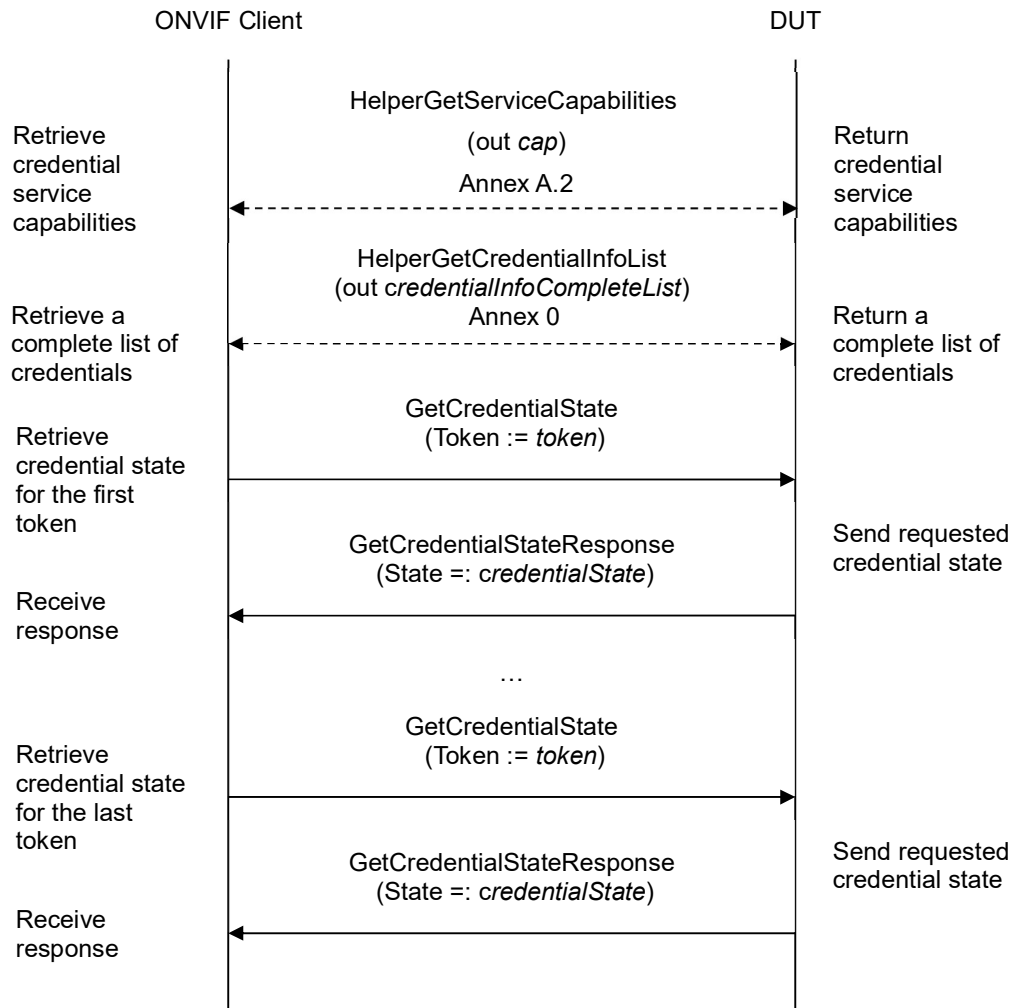 ONVIF Client
DUT
HelperGetServiceCapabilities
(out cap)
Annex A.2
Retrieve
credential
service
capabilities
Return
credential
service
capabilities
HelperGetCredentialInfoList
(out credentialInfoCompleteList)
Annex 0
Retrieve a
complete list of
credentials
Return a
complete list of
credentials
GetCredentialState
(Token := token)
Retrieve
credential state
for the first
token
GetCredentialStateResponse
(State =: credentialState)
Send requested
credential state
Receive
response
…
GetCredentialState
(Token := token)
Retrieve
credential state
for the last
token
GetCredentialStateResponse
(State =: credentialState)
Send requested
credential state
Receive
response